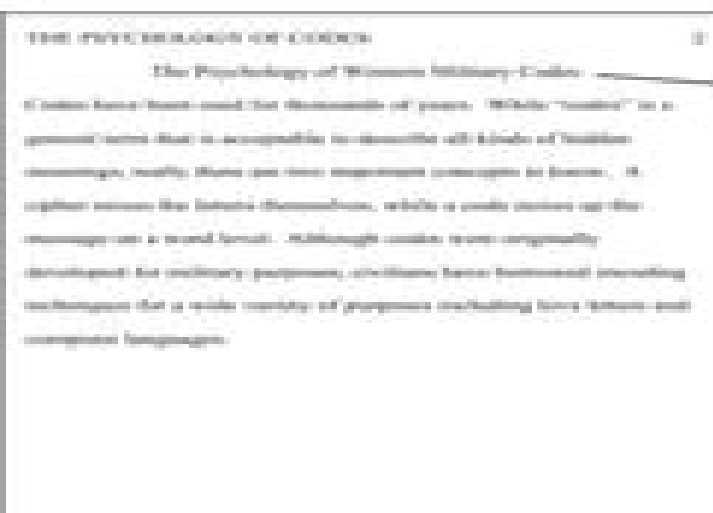 THE PSYCHOLOGY OF CODES 2
The Psychology of Western Military Codes
Codes have been used for thousands of years. While "codes" is a
general term that is acceptable to describe all kinds of hidden
meanings, really there are two important concepts to know. A
cipher mixes the letters themselves, while a code mixes up the
message on a word level. Although codes were originally
developed for military purposes, civilians have borrowed encoding
techniques for a wide variety of purposes including love letters and
computer languages.